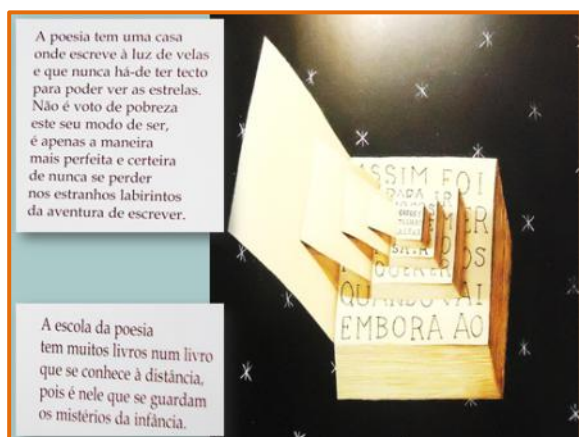 A poesia tem uma casa
onde escreve à luz de velas
e que nunca há-de ter tecto
para poder ver as estrelas.
Não é voto de pobreza
este seu modo de ser,
é apenas a maneira
mais perfeita e certeira
de nunca se perder
nos estranhos labirintos
da aventura de escrever.
A escola da poesia
tem muitos livros num livro
que se conhece à distância,
pois é nele que se guardam
os mistérios da infância.
ASSIM FOI
QUANDO VAI
EMBORA AO